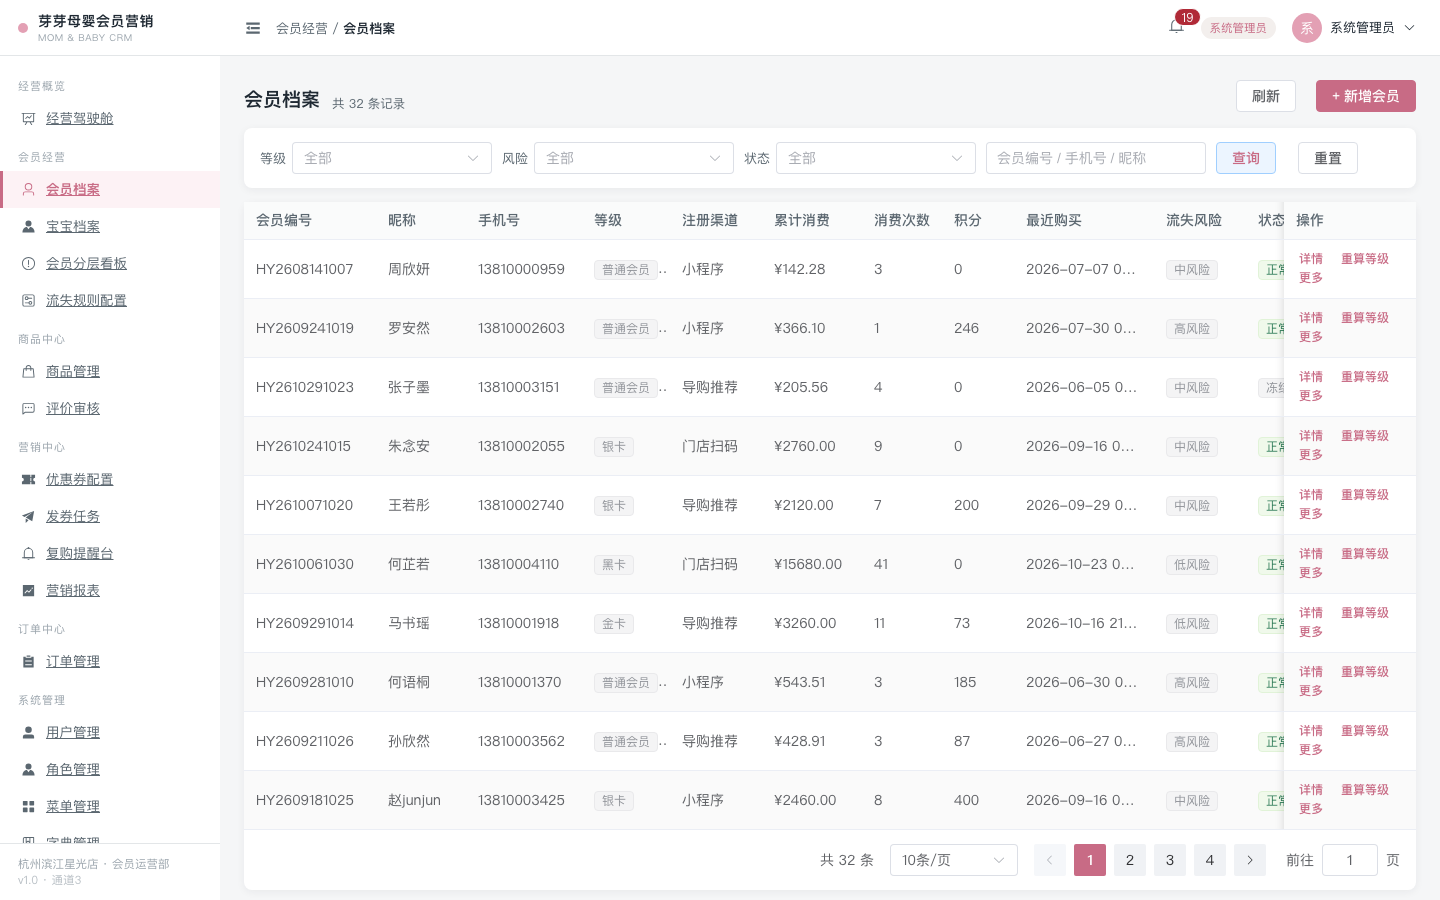 芽芽母婴会员营销
MOM & BABY CRM
经营概览
经营驾驶舱
会员经营
会员档案
宝宝档案
会员分层看板
流失规则配置
商品中心
商品管理
评价审核
营销中心
优惠券配置
发券任务
复购提醒台
营销报表
订单中心
订单管理
系统管理
用户管理
角色管理
菜单管理
字典管理
杭州滨江星光店 · 会员运营部
v1.0 · 通道3
会员经营 / 会员档案
19
系统管理员
系 系统管理员
会员档案 共 32 条记录
刷新 + 新增会员
等级 全部 风险 全部 状态 全部 会员编号 / 手机号 / 昵称 查询 重置
会员编号 昵称 手机号 等级 注册渠道 累计消费 消费次数 积分 最近购买 流失风险 状态 操作
HY2608141007 周欣妍 13810000959 普通会员 .. 小程序 ¥142.28 3 0 2026-07-07 0... 中风险 正常 详情 重算等级
更多
HY2609241019 罗安然 13810002603 普通会员 .. 小程序 ¥366.10 1 246 2026-07-30 0... 高风险 正常 详情 重算等级
更多
HY2610291023 张子墨 13810003151 普通会员 .. 导购推荐 ¥205.56 4 0 2026-06-05 0... 中风险 冻结 详情 重算等级
更多
HY2610241015 朱念安 13810002055 银卡 门店扫码 ¥2760.00 9 0 2026-09-16 0... 中风险 正常 详情 重算等级
更多
HY2610071020 王若彤 13810002740 银卡 导购推荐 ¥2120.00 7 200 2026-09-29 0... 中风险 正常 详情 重算等级
更多
HY2610061030 何芷若 13810004110 黑卡 门店扫码 ¥15680.00 41 0 2026-10-23 0... 低风险 正常 详情 重算等级
更多
HY2609291014 马书瑶 13810001918 金卡 导购推荐 ¥3260.00 11 73 2026-10-16 21... 低风险 正常 详情 重算等级
更多
HY2609281010 何语桐 13810001370 普通会员 .. 小程序 ¥543.51 3 185 2026-06-30 0... 高风险 正常 详情 重算等级
更多
HY2609211026 孙欣然 13810003562 普通会员 .. 导购推荐 ¥428.91 3 87 2026-06-27 0... 高风险 正常 详情 重算等级
更多
HY2609181025 赵junjun 13810003425 银卡 小程序 ¥2460.00 8 400 2026-09-16 0... 中风险 正常 详情 重算等级
更多
共 32 条 10条/页 1 2 3 4 前往 1 页